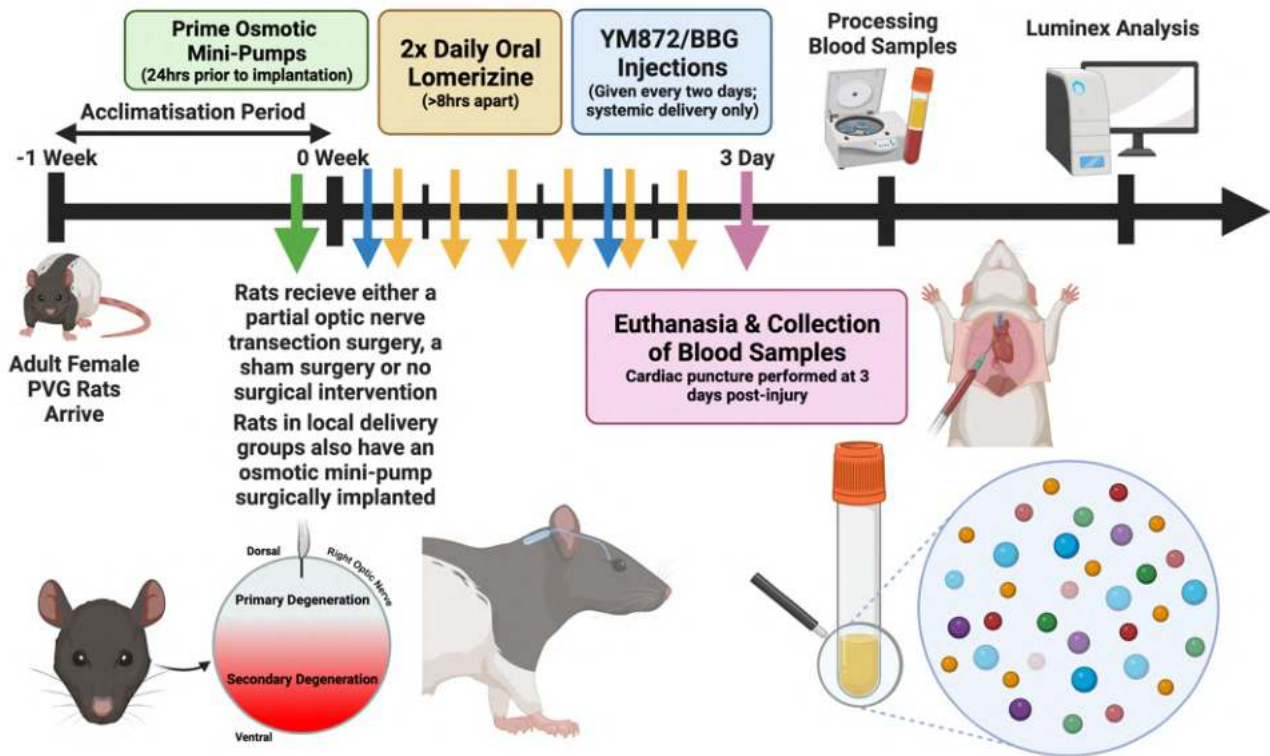 Prime Osmotic
Mini-Pumps
(24hrs prior to implantation)
2x Daily Oral
Lomerizine
(>8hrs apart)
YM872/BBG
Injections
(Given every two days;
systemic delivery only)
Processing
Blood Samples
Luminex Analysis
Acclimatisation Period
-1 Week
0 Week
3 Day
Adult Female
PVG Rats
Arrive
Rats recieve either a
partial optic nerve
transection surgery, a
sham surgery or no
surgical intervention
Rats in local delivery
groups also have an
osmotic mini-pump
surgically implanted
Euthanasia & Collection
of Blood Samples
Cardiac puncture performed at 3
days post-injury
Dorsal
Right Optic Nerve
Primary Degeneration
Secondary Degeneration
Ventral